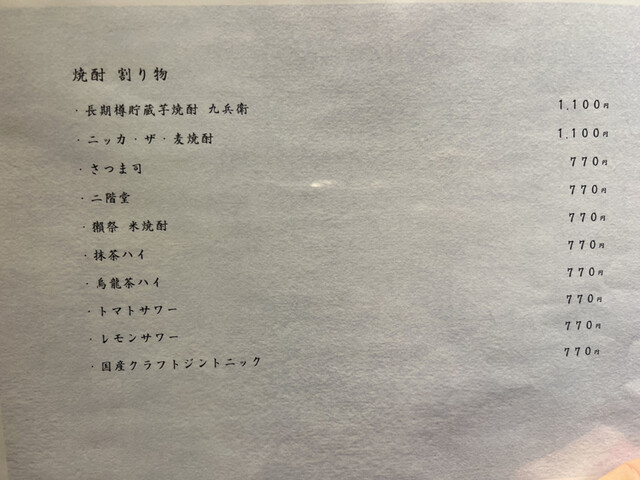 焼酎 割り物
・長期樽貯蔵芋焼酎 九兵衛 1,100円
・ニッカ・ザ・麦焼酎 1,100円
・さつま司 770円
・二階堂 770円
・獺祭 米焼酎 770円
・抹茶ハイ 770円
・烏龍茶ハイ 770円
・トマトサワー 770円
・レモンサワー 770円
・国産クラフトジントニック 770円